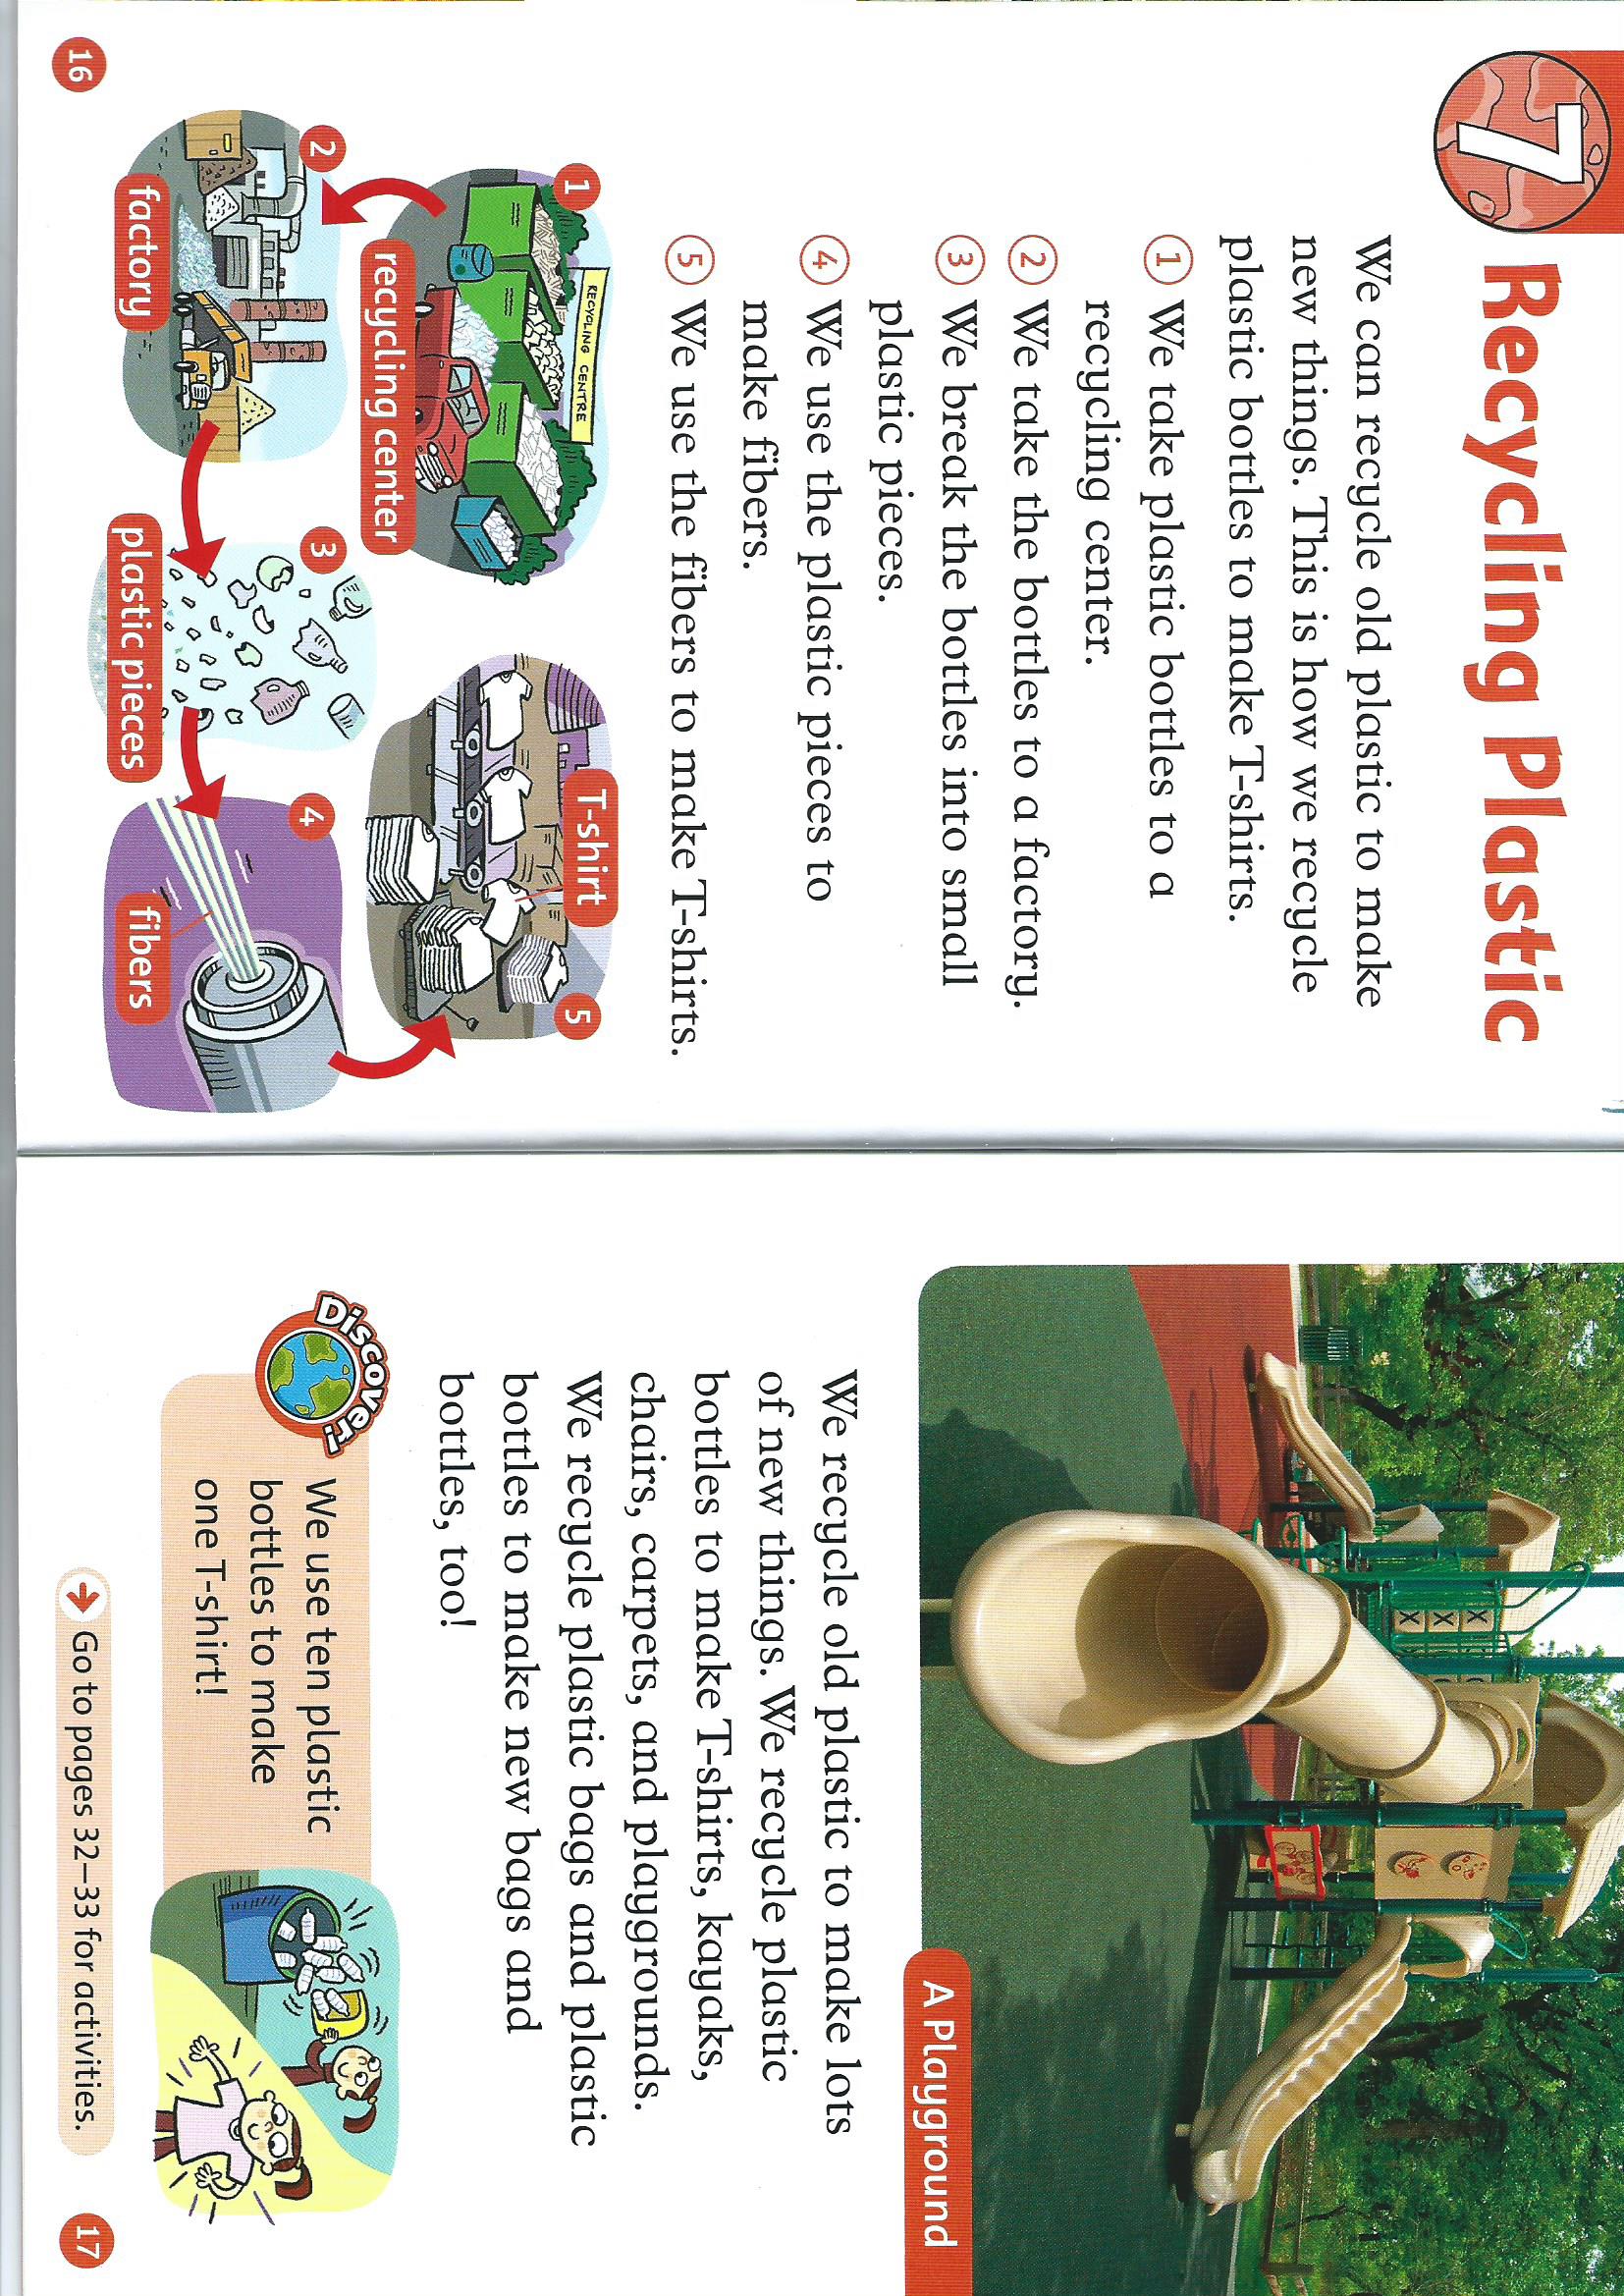 7
Recycling Plastic
We can recycle old plastic to make
new things. This is how we recycle
plastic bottles to make T-shirts.
1 We take plastic bottles to a
recycling center.
2 We take the bottles to a factory.
3 We break the bottles into small
plastic pieces.
4 We use the plastic pieces to
make fibers.
5 We use the fibers to make T-shirts.
1
RECYCLING CENTRE
recycling center
T-shirt
5
2
factory
3
plastic pieces
4
fibers
16
X X X
A Playground
We recycle old plastic to make lots
of new things. We recycle plastic
bottles to make T-shirts, kayaks,
chairs, carpets, and playgrounds.
We recycle plastic bags and plastic
bottles to make new bags and
bottles, too!
Discover!
We use ten plastic
bottles to make
one T-shirt!
Go to pages 32–33 for activities.
17